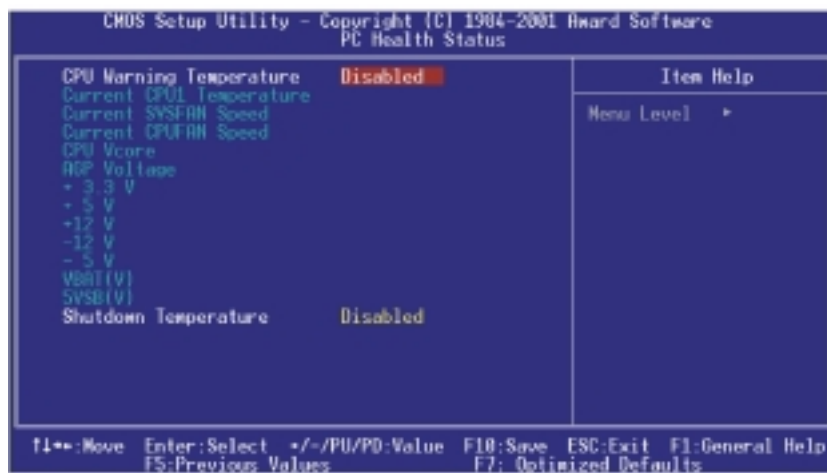 CMOS Setup Utility - Copyright (C) 1984-2001 Award Software
PC Health Status
CPU Warning Temperature Disabled
Current CPU1 Temperature
Current SYSFAN Speed
Current CPUFAN Speed
CPU Vcore
AGP Voltage
+ 3.3 V
+ 5 V
+12 V
-12 V
- 5 V
VBAT(V)
5VSB(V)
Shutdown Temperature Disabled
Item Help
Menu Level ►
↑↓→←:Move Enter:Select +/-/PU/PD:Value F10:Save ESC:Exit F1:General Help
F5:Previous Values F7: Optimized Defaults